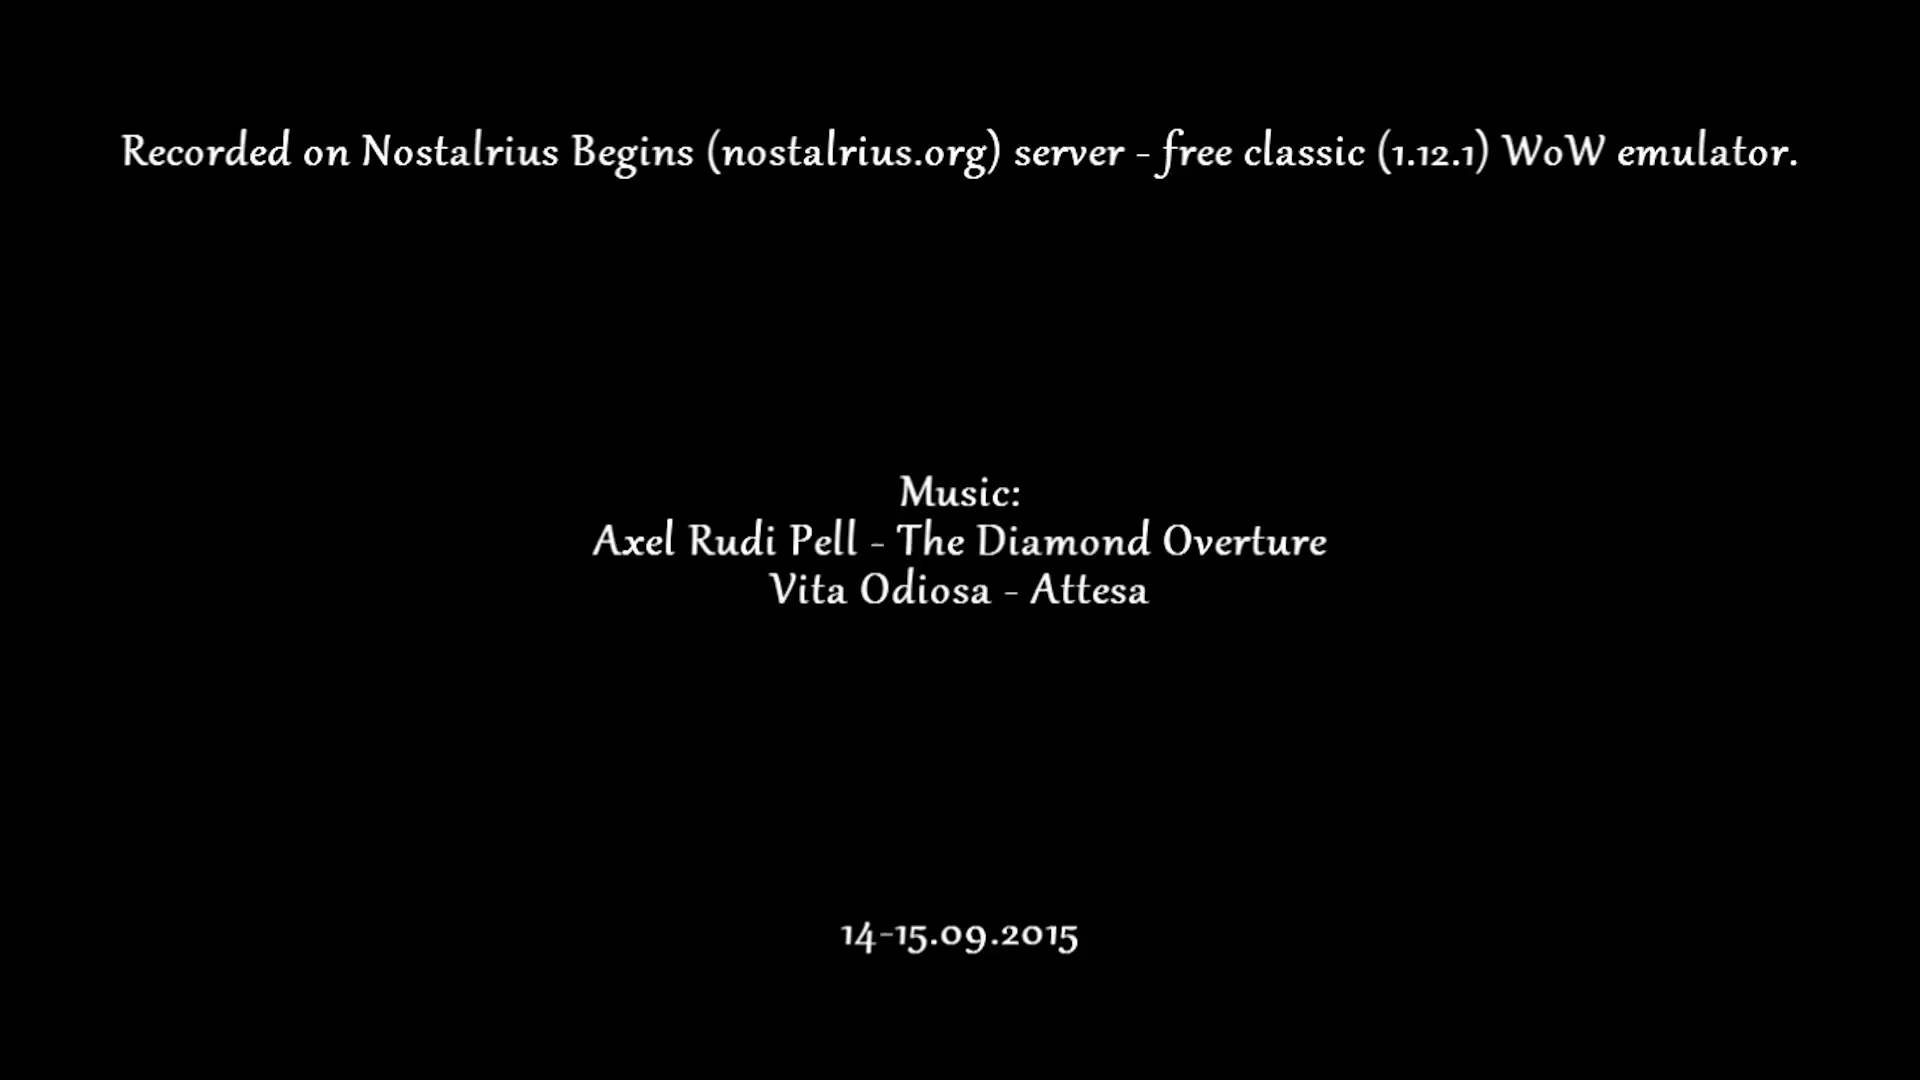 Recorded on Nostalrius Begins (nostalrius.org) server - free classic (1.12.1) WoW emulator.
Music:
Axel Rudi Pell - The Diamond Overture
Vita Odiosa - Attesa
14-15.09.2015